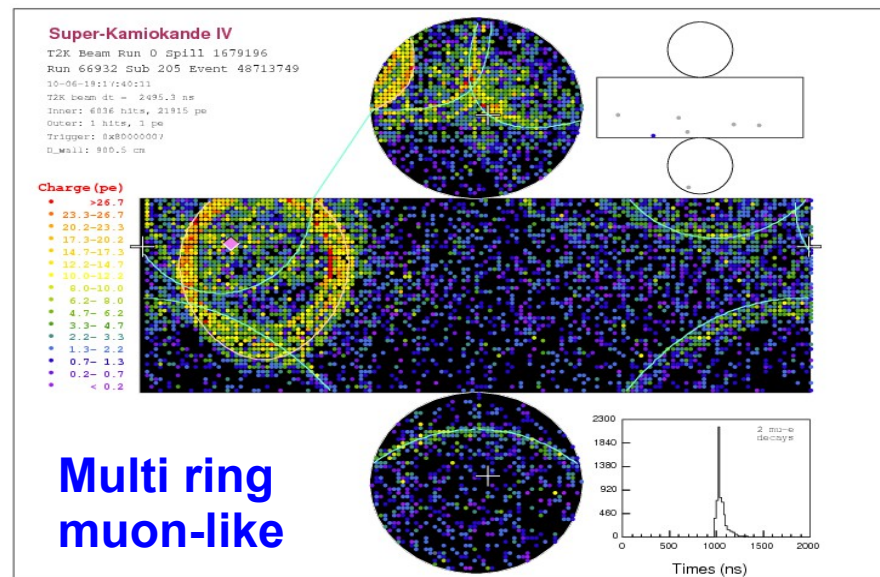 Super-Kamiokande IV
T2K Beam Run 0 Spill 1679196
Run 66932 Sub 205 Event 48713749
10-06-19:17:40:11
T2K beam dt = 2495.3 ns
Inner: 6836 hits, 21915 pe
Outer: 1 hits, 1 pe
Trigger: 0x80000007
D_wall: 900.5 cm
Charge(pe)
>26.7
23.3-26.7
20.2-23.3
17.3-20.2
14.7-17.3
12.2-14.7
10.0-12.2
8.0-10.0
6.2- 8.0
4.7- 6.2
3.3- 4.7
2.2- 3.3
1.3- 2.2
0.7- 1.3
0.2- 0.7
< 0.2
Multi ring
muon-like
2 mu-e
decays
2300
1840
1380
920
460
0
0 500 1000 1500 2000
Times (ns)